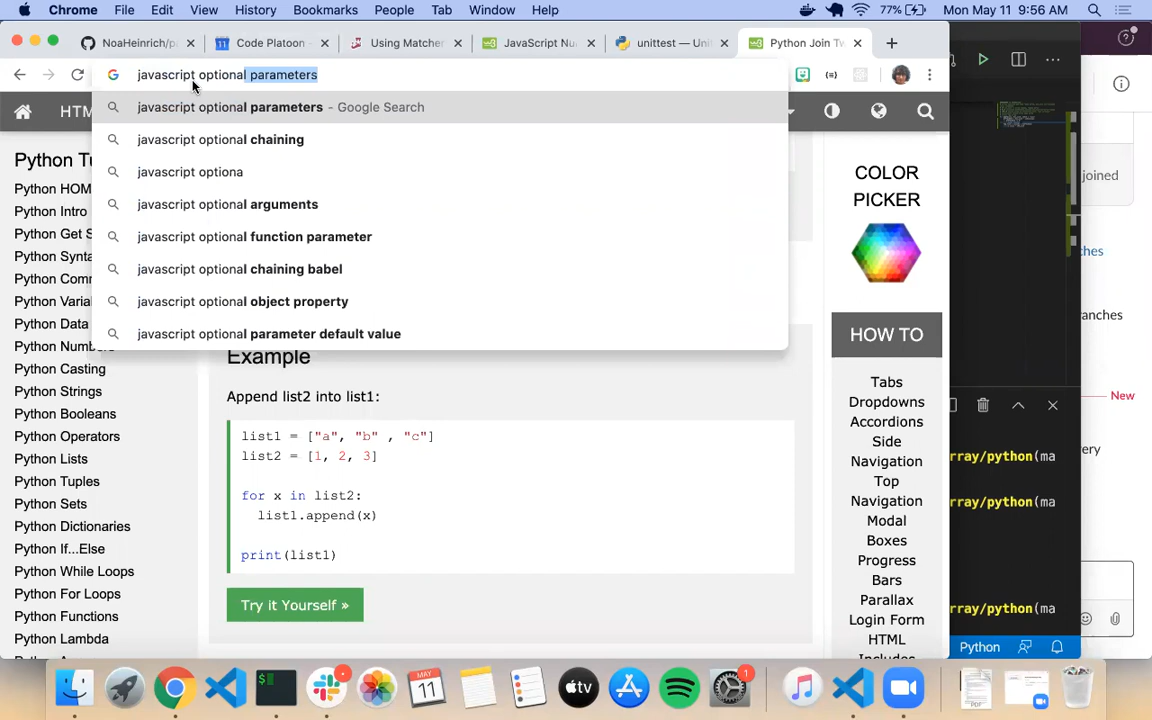 Chrome File Edit View History Bookmarks People Tab Window Help 77% Mon May 11 9:56 AM
NoaHeinrich/p Code Platoon - Using Matche JavaScript Nu unittest — Uni Python Join Tw
javascript optional parameters
javascript optional parameters - Google Search
javascript optional chaining
javascript optiona
javascript optional arguments
javascript optional function parameter
javascript optional chaining babel
javascript optional object property
javascript optional parameter default value
HTM
Python Tu
Python HOM
Python Intro
Python Get S
Python Synta
Python Comm
Python Varia
Python Data
Python Numb
Python Casting
Python Strings
Python Booleans
Python Operators
Python Lists
Python Tuples
Python Sets
Python Dictionaries
Python If...Else
Python While Loops
Python For Loops
Python Functions
Python Lambda
Example
Append list2 into list1:
list1 = ["a", "b" , "c"]
list2 = [1, 2, 3]
for x in list2:
list1.append(x)
print(list1)
Try it Yourself »
COLOR
PICKER
HOW TO
Tabs
Dropdowns
Accordions
Side
Navigation
Top
Navigation
Modal
Boxes
Progress
Bars
Parallax
Login Form
HTML
Includes
joined
ches
anches
New
very
rray/python(ma
rray/python(ma
rray/python(ma
Python
MAY
11